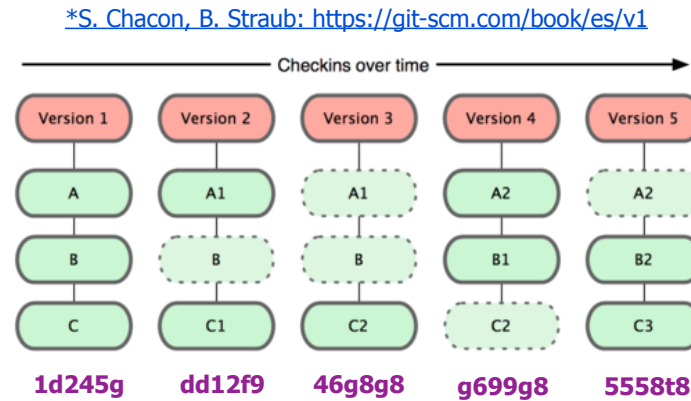 *S. Chacon, B. Straub: https://git-scm.com/book/es/v1
Checkins over time
Version 1 Version 2 Version 3 Version 4 Version 5
A A1 A1 A2 A2
B B B B1 B2
C C1 C2 C2 C3
1d245g dd12f9 46g8g8 g699g8 5558t8